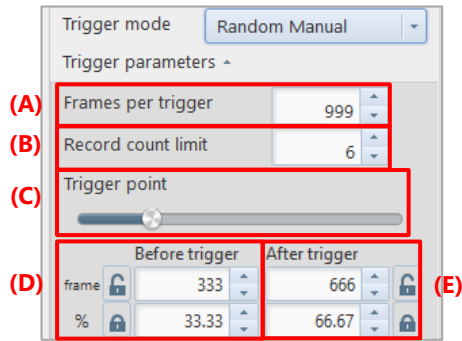 Trigger mode Random Manual
Trigger parameters
(A) Frames per trigger 999
(B) Record count limit 6
(C) Trigger point
Before trigger After trigger
(D) frame 333 666 (E)
% 33.33 66.67